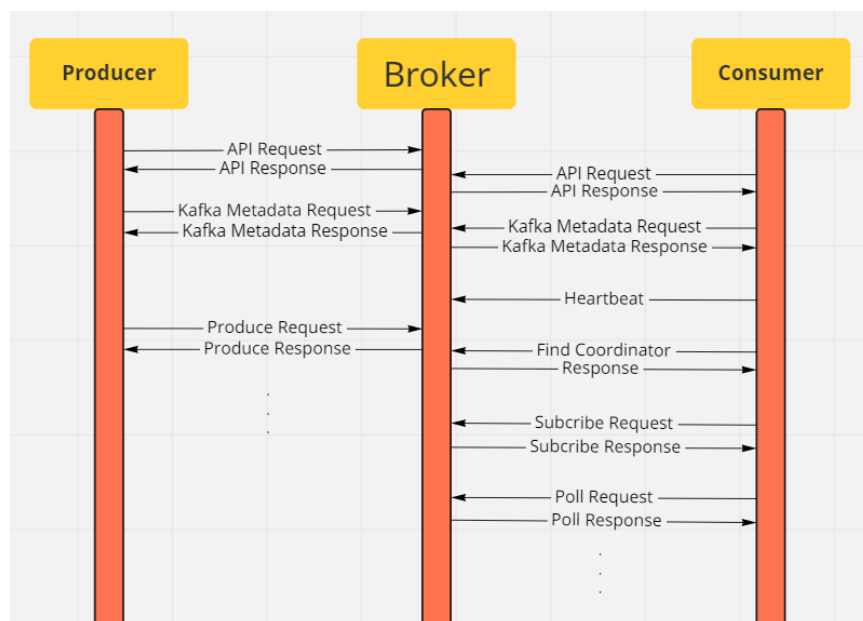 Producer
Broker
Consumer
API Request
API Response
API Request
API Response
Kafka Metadata Request
Kafka Metadata Response
Kafka Metadata Request
Kafka Metadata Response
Heartbeat
Produce Request
Produce Response
Find Coordinator
Response
Subcribe Request
Subcribe Response
Poll Request
Poll Response